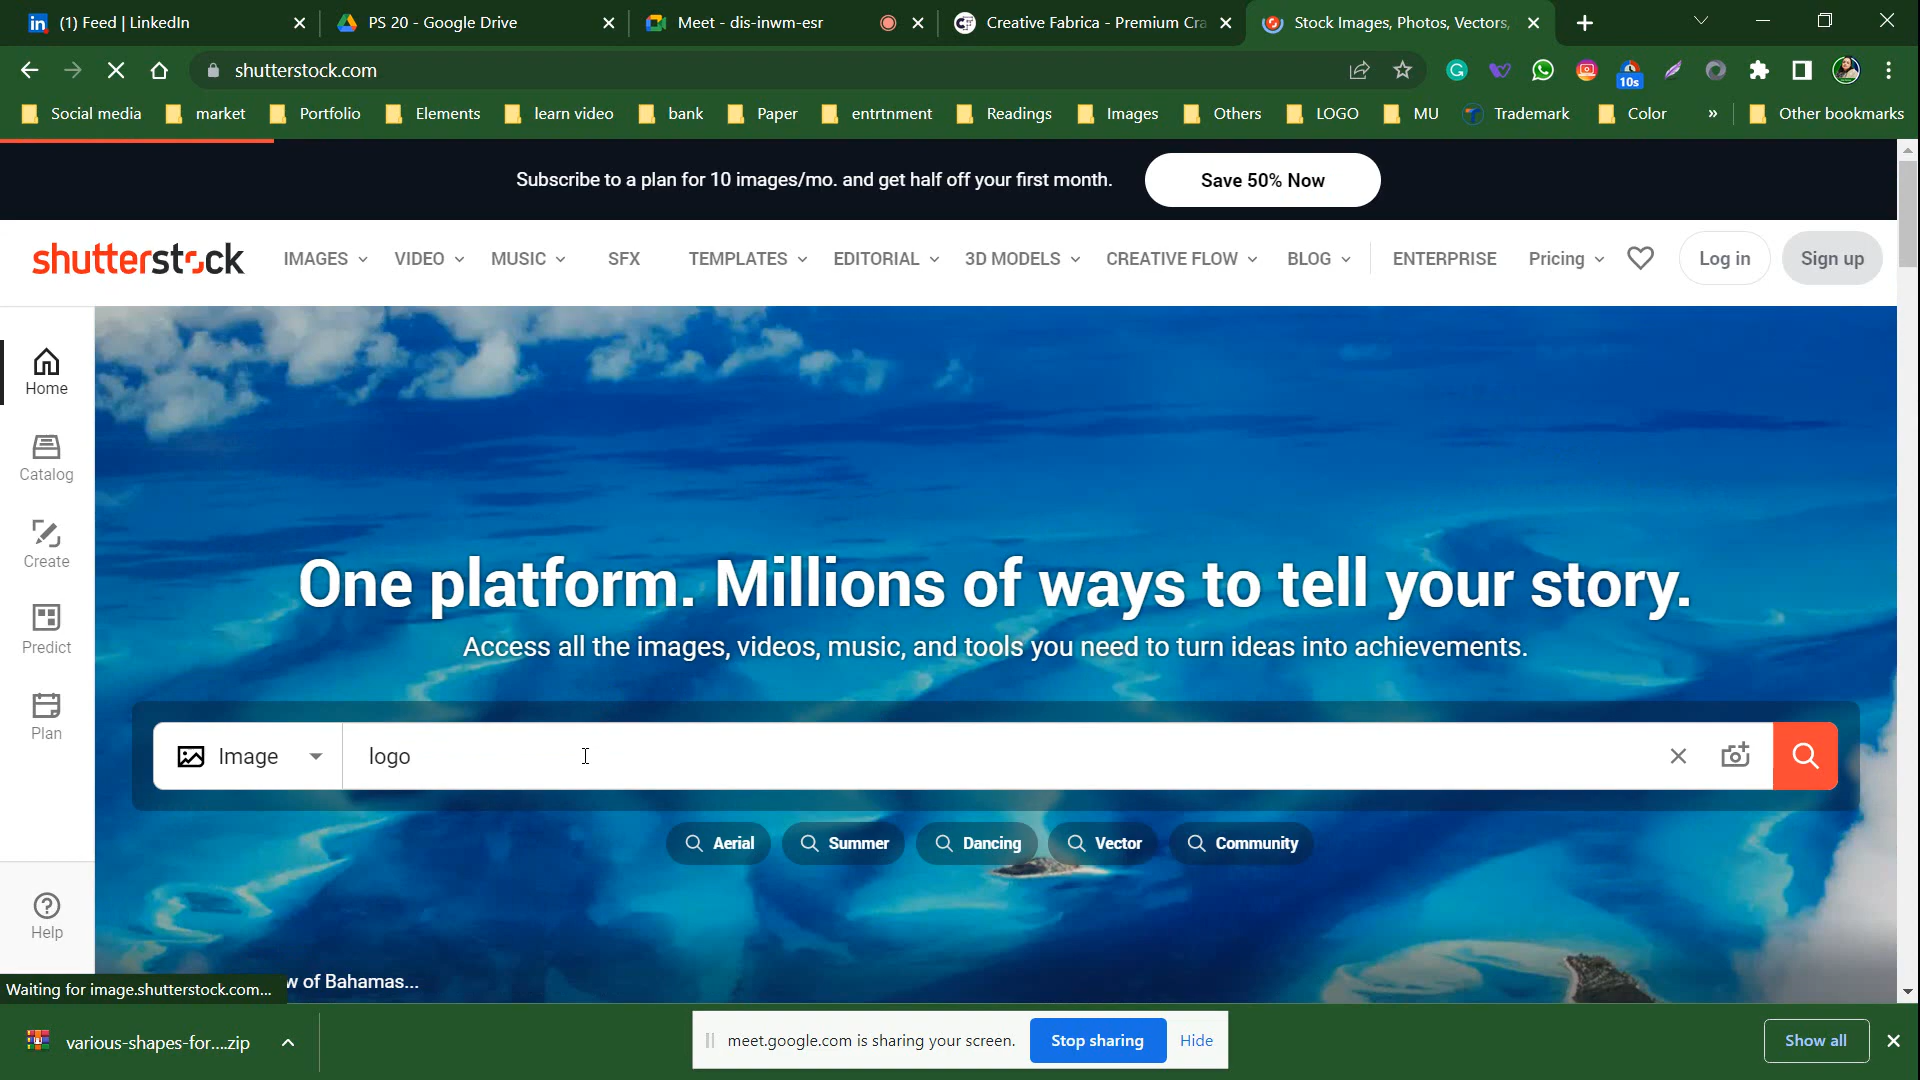 (1) Feed | LinkedIn
PS 20 - Google Drive
Meet - dis-inwm-esr
Creative Fabrica - Premium Cra
Stock Images, Photos, Vectors,
shutterstock.com
10s
Social media
market
Portfolio
Elements
learn video
bank
Paper
entrtnment
Readings
Images
Others
LOGO
MU
Trademark
Color
»
Other bookmarks
Subscribe to a plan for 10 images/mo. and get half off your first month.
Save 50% Now
shutterstock
IMAGES
VIDEO
MUSIC
SFX
TEMPLATES
EDITORIAL
3D MODELS
CREATIVE FLOW
BLOG
ENTERPRISE
Pricing
Log in
Sign up
Home
Catalog
Create
Predict
Plan
Help
One platform. Millions of ways to tell your story.
Access all the images, videos, music, and tools you need to turn ideas into achievements.
Image
logo
Aerial
Summer
Dancing
Vector
Community
w of Bahamas...
Waiting for image.shutterstock.com...
various-shapes-for....zip
meet.google.com is sharing your screen.
Stop sharing
Hide
Show all